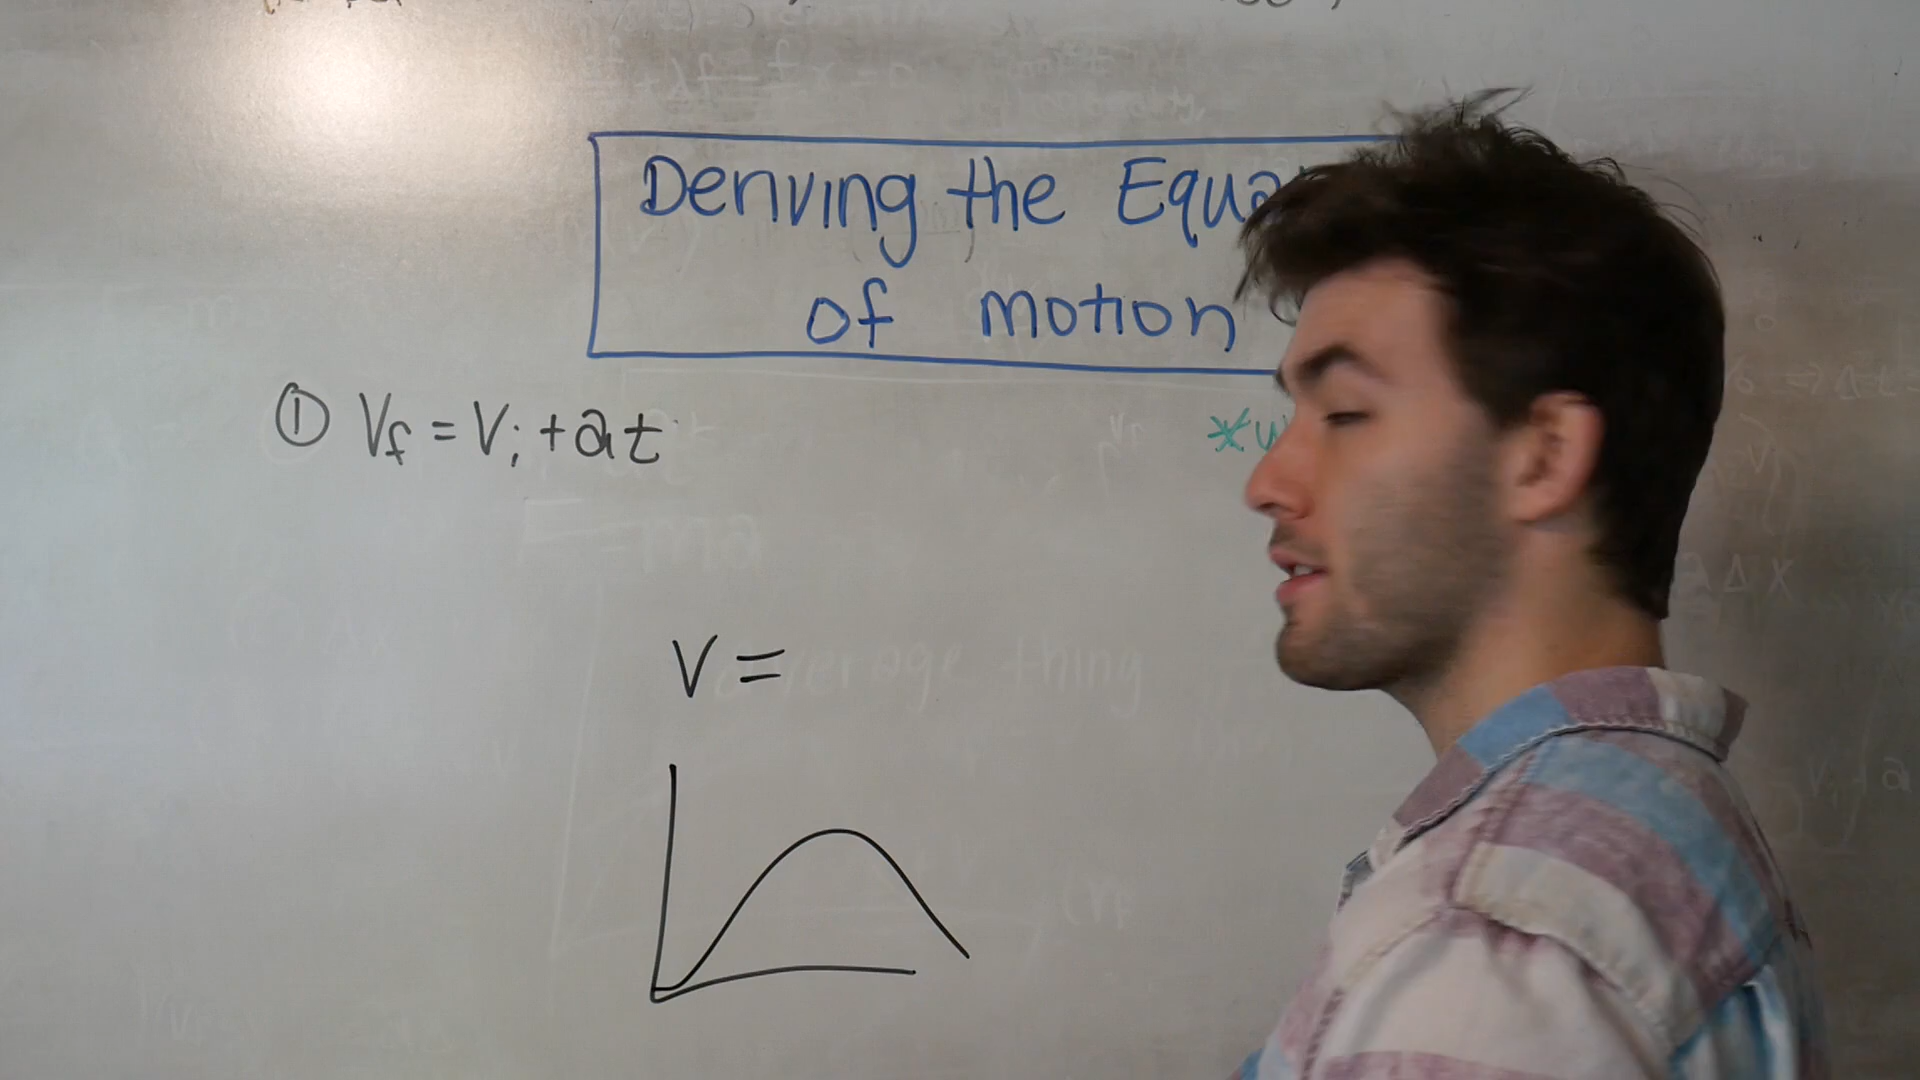 Deriving the Equa
of motion
① Vf = Vi + at
*w
V =